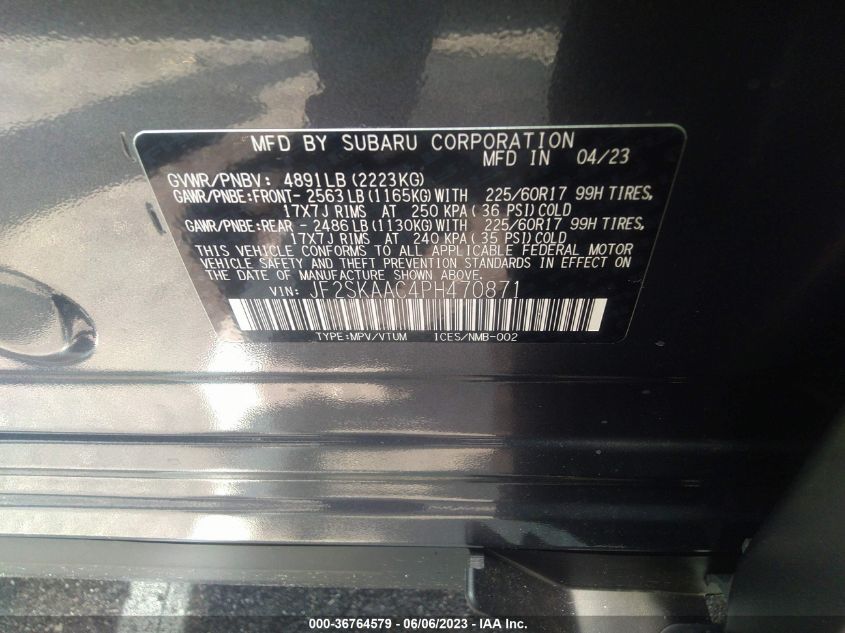 MFD BY SUBARU CORPORATION
MFD IN 04/23
GVWR/PNBV: 4891LB (2223KG)
GAWR/PNBE:FRONT- 2563LB (1165KG) WITH 225/60R17 99H TIRES,
17X7J RIMS AT 250 KPA (36 PSI) COLD
GAWR/PNBE:REAR - 2486LB (1130KG) WITH 225/60R17 99H TIRES,
17X7J RIMS AT 240 KPA (35 PSI) COLD
THIS VEHICLE CONFORMS TO ALL APPLICABLE FEDERAL MOTOR
VEHICLE SAFETY AND THEFT PREVENTION STANDARDS IN EFFECT ON
THE DATE OF MANUFACTURE SHOWN ABOVE.
VIN: JF2SKAAC4PH470871
TYPE:MPV/VTUM ICES/NMB-002
000-36764579 - 06/06/2023 - IAA Inc.